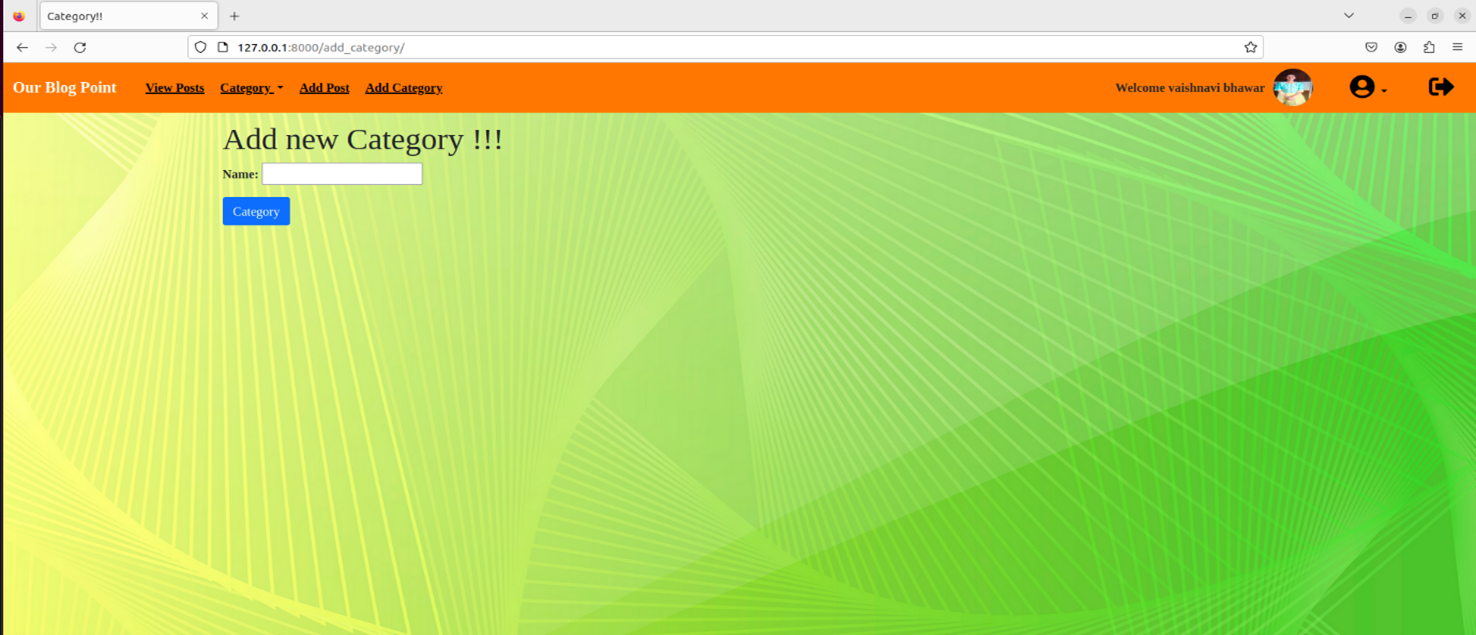 Category!!
127.0.0.1:8000/add_category/
Our Blog Point View Posts Category Add Post Add Category Welcome vaishnavi bhawar
Add new Category !!!
Name:
Category